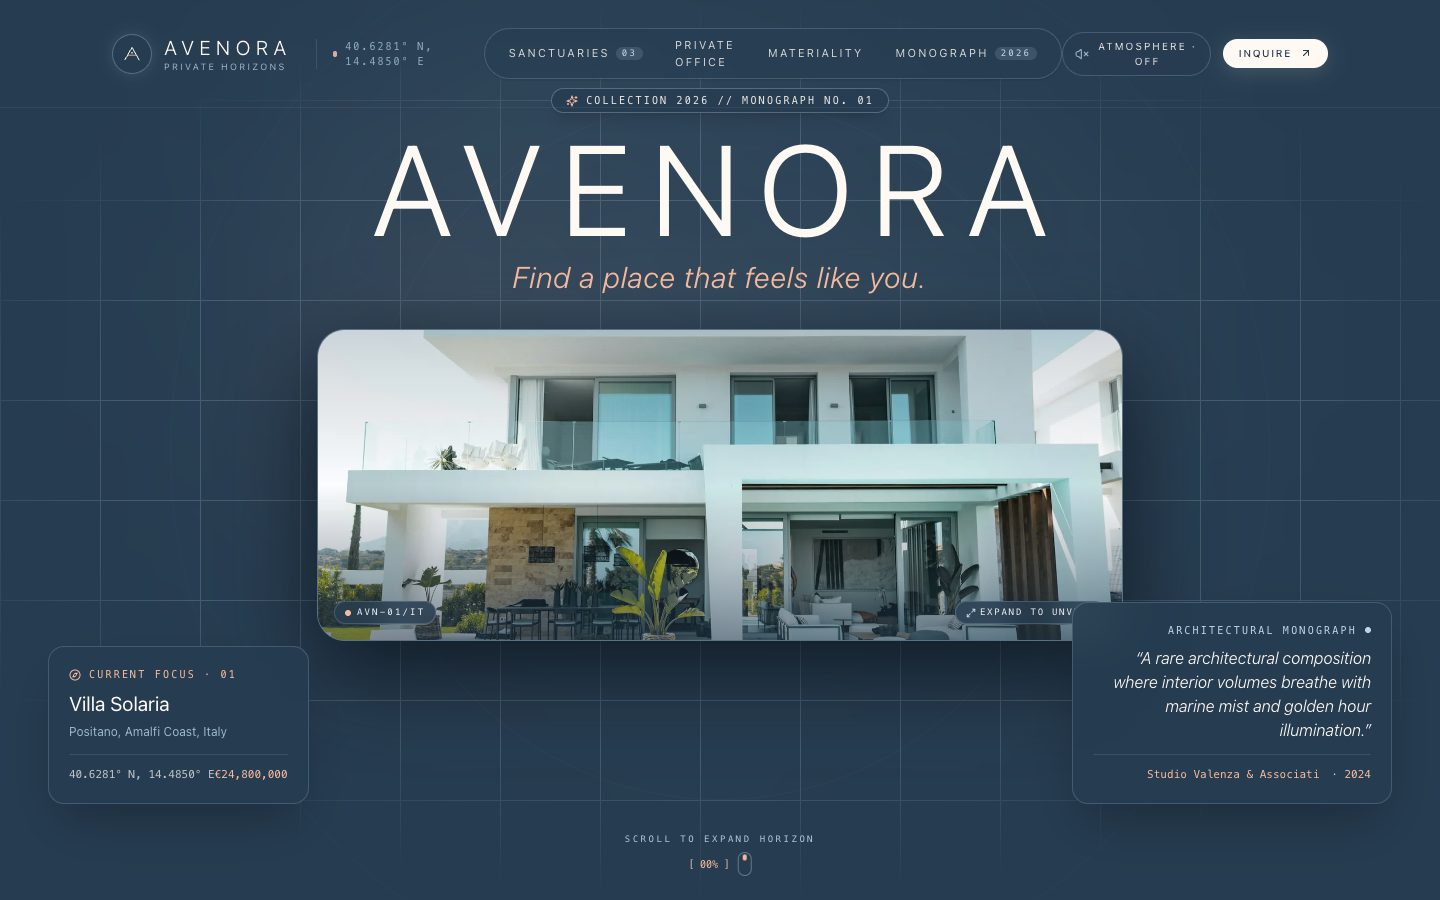 AVENORA
PRIVATE HORIZONS
40.6281° N,
14.4850° E
SANCTUARIES 03
PRIVATE
OFFICE
MATERIALITY
MONOGRAPH 2026
ATMOSPHERE ·
OFF
INQUIRE
COLLECTION 2026 // MONOGRAPH NO. 01
AVENORA
Find a place that feels like you.
AVN-01/IT
EXPAND TO UNV
CURRENT FOCUS · 01
Villa Solaria
Positano, Amalfi Coast, Italy
40.6281° N, 14.4850° E€24,800,000
ARCHITECTURAL MONOGRAPH
“A rare architectural composition
where interior volumes breathe with
marine mist and golden hour
illumination.”
Studio Valenza & Associati · 2024
SCROLL TO EXPAND HORIZON
[ 00% ]